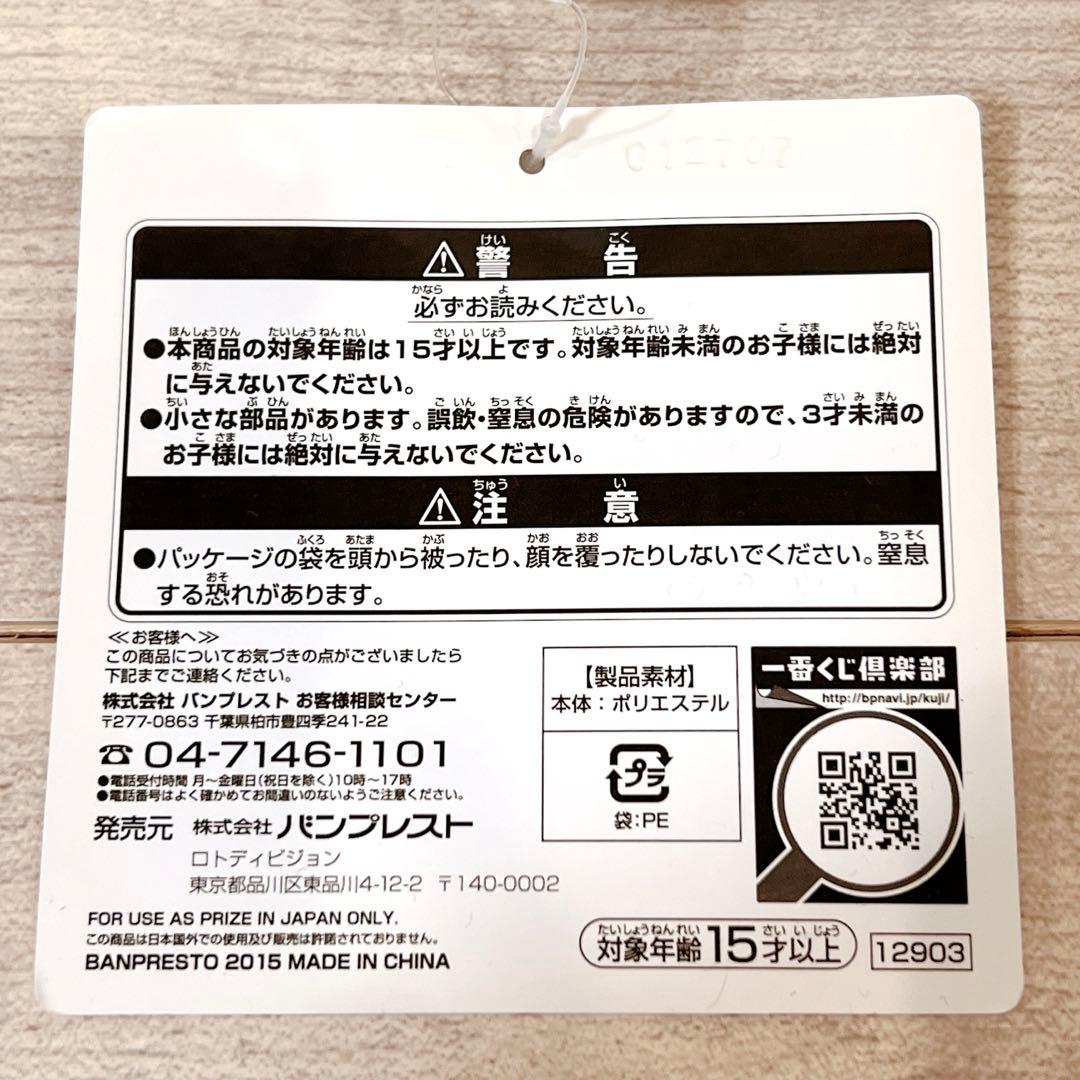 012707
警告
必ずお読みください。
●本商品の対象年齢は15才以上です。対象年齢未満のお子様には絶対
に与えないでください。
●小さな部品があります。誤飲・窒息の危険がありますので、3才未満の
お子様には絶対に与えないでください。
注意
●パッケージの袋を頭から被ったり、顔を覆ったりしないでください。窒息
する恐れがあります。
≪お客様へ≫
この商品についてお気づきの点がございましたら
下記までご連絡ください。
株式会社 バンプレスト お客様相談センター
〒277-0863 千葉県柏市豊四季241-22
☎04-7146-1101
●電話受付時間 月～金曜日(祝日を除く)10時～17時
●電話番号はよく確かめてお間違いのないようご注意ください。
発売元 株式会社 バンプレスト
ロトディビジョン
東京都品川区東品川4-12-2 〒140-0002
FOR USE AS PRIZE IN JAPAN ONLY.
この商品は日本国外での使用及び販売は許諾されておりません。
BANPRESTO 2015 MADE IN CHINA
【製品素材】
本体：ポリエステル
プラ
袋：PE
一番くじ倶楽部
http://bpnavi.jp/kuji/
対象年齢15才以上
12903